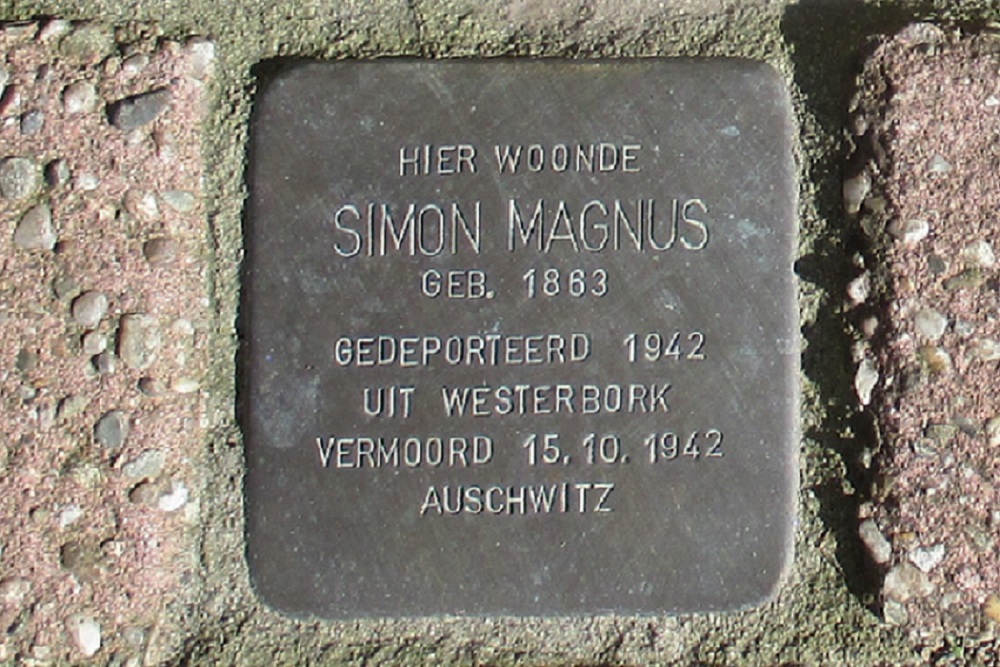 HIER WOONDE
SIMON MAGNUS
GEB. 1863
GEDEPORTEERD 1942
UIT WESTERBORK
VERMOORD 15.10.1942
AUSCHWITZ